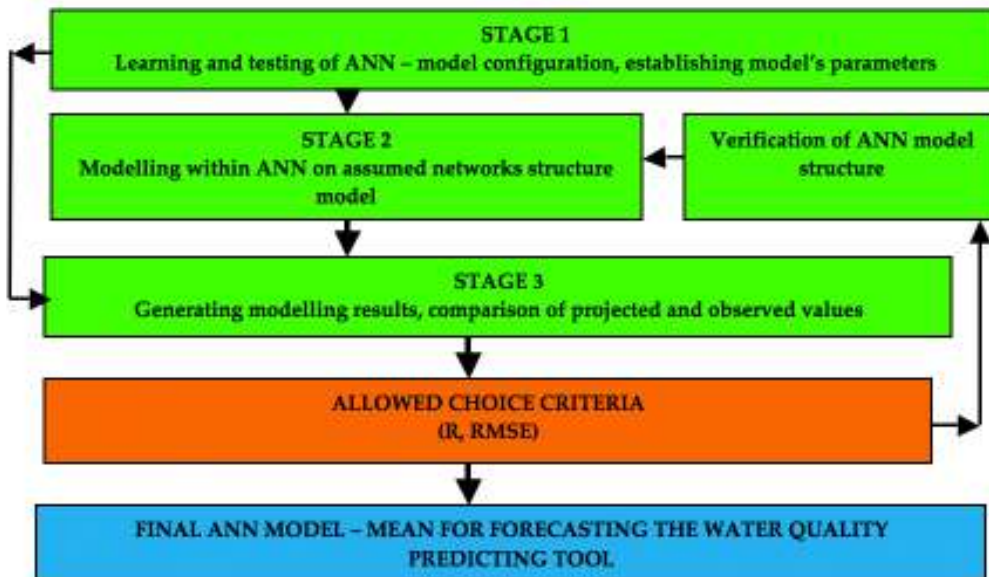 STAGE 1
Learning and testing of ANN – model configuration, establishing model's parameters
STAGE 2
Modelling within ANN on assumed networks structure
model
Verification of ANN model
structure
STAGE 3
Generating modelling results, comparison of projected and observed values
ALLOWED CHOICE CRITERIA
(R, RMSE)
FINAL ANN MODEL – MEAN FOR FORECASTING THE WATER QUALITY
PREDICTING TOOL